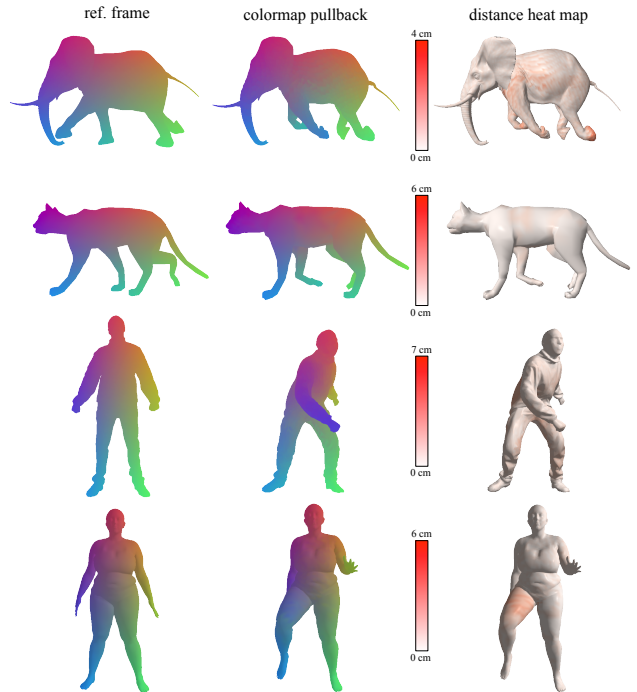 ref. frame
colormap pullback
distance heat map
4 cm
0 cm
6 cm
0 cm
7 cm
0 cm
6 cm
0 cm